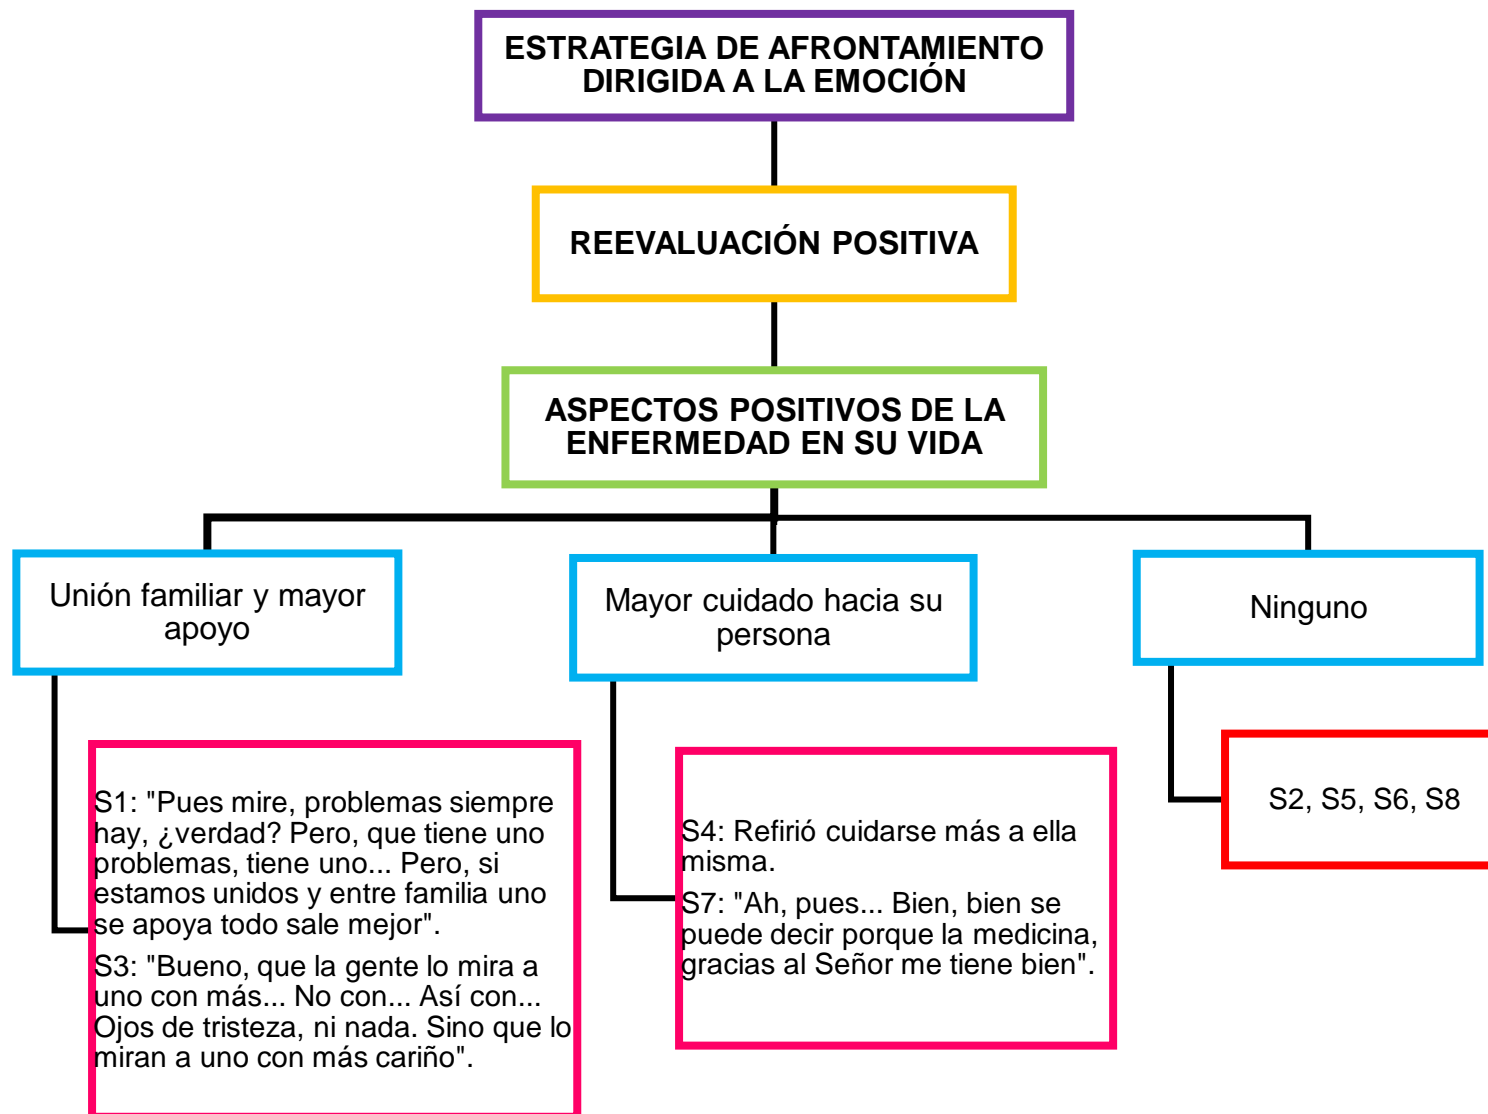 ESTRATEGIA DE AFRONTAMIENTO
DIRIGIDA A LA EMOCIÓN
REEVALUACIÓN POSITIVA
ASPECTOS POSITIVOS DE LA
ENFERMEDAD EN SU VIDA
Unión familiar y mayor
apoyo
Mayor cuidado hacia su
persona
Ninguno
S1: "Pues mire, problemas siempre
hay, ¿verdad? Pero, que tiene uno
problemas, tiene uno... Pero, si
estamos unidos y entre familia uno
se apoya todo sale mejor".
S3: "Bueno, que la gente lo mira a
uno con más... No con... Así con...
Ojos de tristeza, ni nada. Sino que lo
miran a uno con más cariño".
S4: Refirió cuidarse más a ella
misma.
S7: "Ah, pues... Bien, bien se
puede decir porque la medicina,
gracias al Señor me tiene bien".
S2, S5, S6, S8